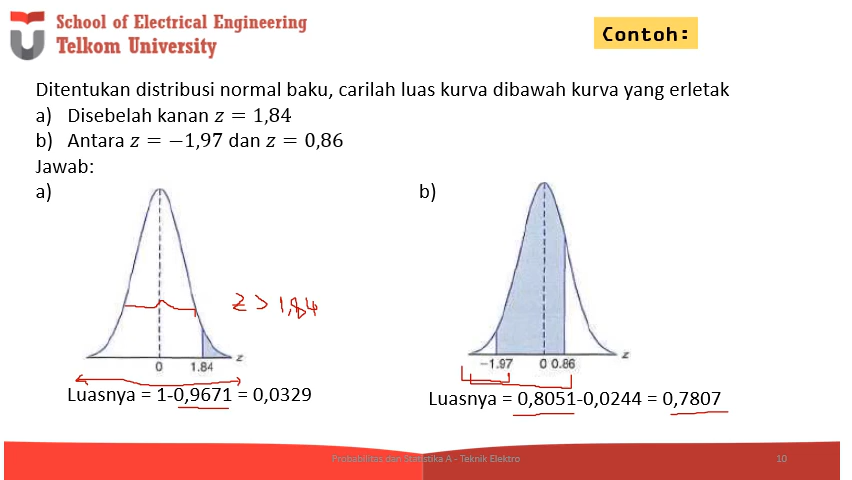 School of Electrical Engineering
Telkom University
Contoh:
Ditentukan distribusi normal baku, carilah luas kurva dibawah kurva yang erletak
a) Disebelah kanan z = 1,84
b) Antara z = −1,97 dan z = 0,86
Jawab:
a)
z > 1,84
0 1.84 z
Luasnya = 1-0,9671 = 0,0329
b)
−1.97 0 0.86 z
Luasnya = 0,8051-0,0244 = 0,7807
Probabilitas dan Statistika A - Teknik Elektro
10